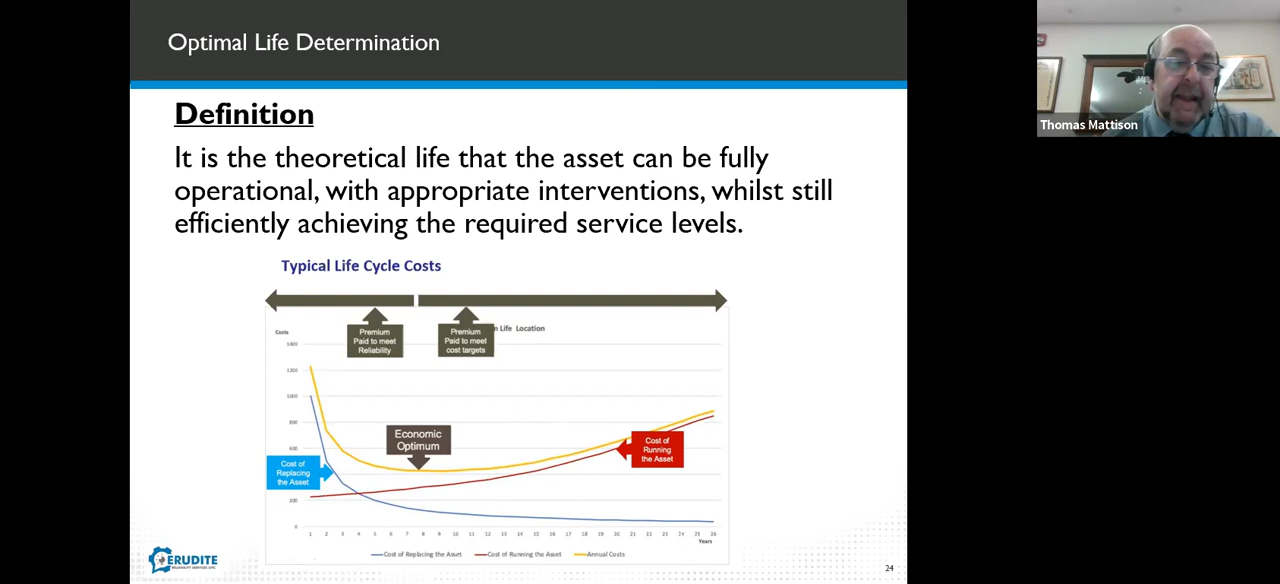 Optimal Life Determination
Thomas Mattison
Definition
It is the theoretical life that the asset can be fully
operational, with appropriate interventions, whilst still
efficiently achieving the required service levels.
Typical Life Cycle Costs
Premium
Paid to meet
Reliability
Premium
Paid to meet
cost targets
n Life Location
Costs
1400
1200
1000
800
600
200
0
Economic
Optimum
Cost of
Replacing
the Asset
Cost of
Running
the Asset
1 2 3 4 5 6 7 8 9 10 11 12 13 14 15 16 17 18 19 20 21 22 23 24 25 26
Years
Cost of Replacing the Asset Cost of Running the Asset Annual Costs
ERUDITE
24